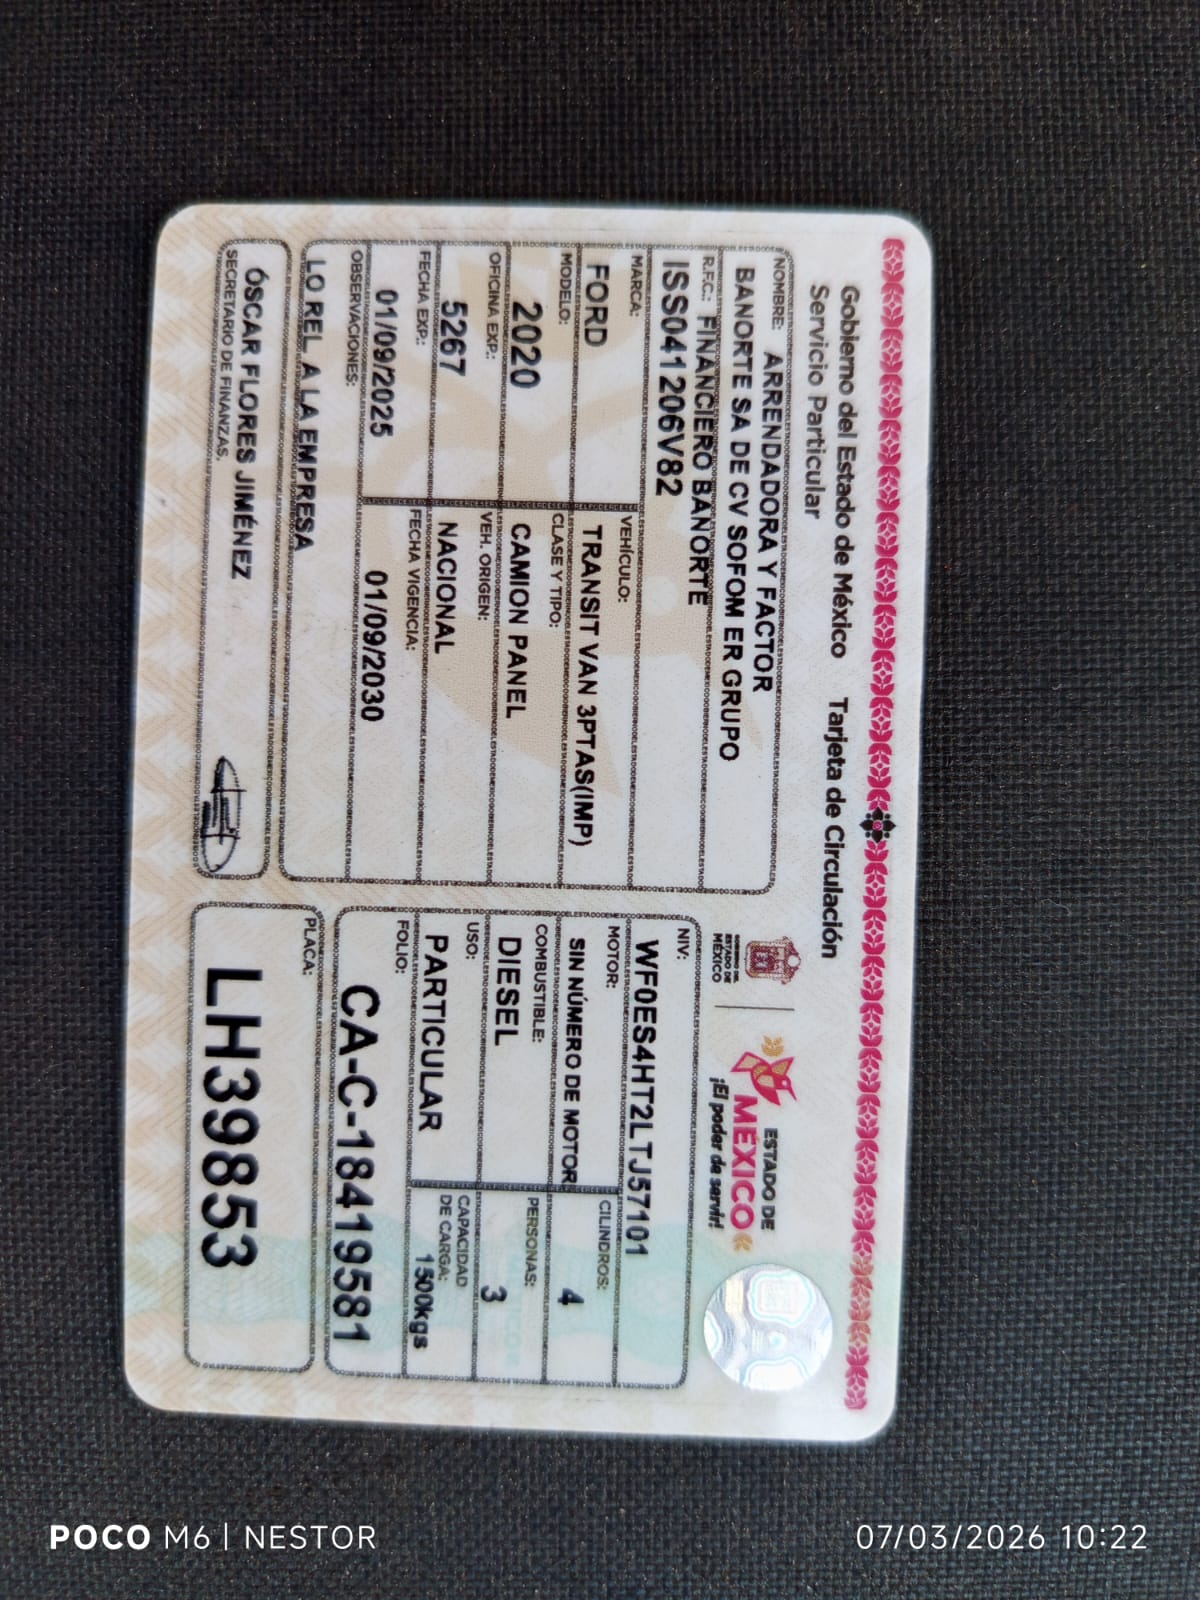 Gobierno del Estado de México Tarjeta de Circulación
Servicio Particular
GOBIERNO DEL
ESTADO DE
MÉXICO
ESTADO DE
MÉXICO
¡El poder de servir!
NOMBRE: ARRENDADORA Y FACTOR
BANORTE SA DE CV SOFOM ER GRUPO
R.F.C.: FINANCIERO BANORTE
ISS041206V82
MARCA: VEHÍCULO:
FORD TRANSIT VAN 3PTAS(IMP)
MODELO: CLASE Y TIPO:
2020 CAMION PANEL
OFICINA EXP.: VEH. ORIGEN:
5267 NACIONAL
FECHA EXP.: FECHA VIGENCIA:
01/09/2025 01/09/2030
OBSERVACIONES:
LO REL A LA EMPRESA
ÓSCAR FLORES JIMÉNEZ
SECRETARIO DE FINANZAS.
NIV:
WF0ES4HT2LTJ57101
MOTOR: CILINDROS:
SIN NÚMERO DE MOTOR 4
COMBUSTIBLE: PERSONAS:
DIESEL 3
USO: CAPACIDAD
DE CARGA:
PARTICULAR 1500kgs
FOLIO:
CA-C-18419581
PLACA:
LH39853
POCO M6 | NESTOR
07/03/2026 10:22